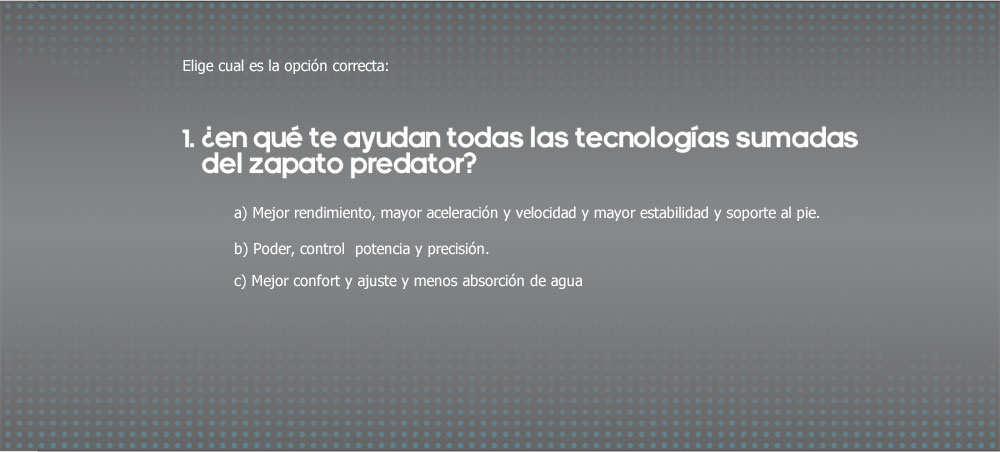 Elige cual es la opción correcta:
1. ¿en qué te ayudan todas las tecnologías sumadas
del zapato predator?
a) Mejor rendimiento, mayor aceleración y velocidad y mayor estabilidad y soporte al pie.
b) Poder, control  potencia y precisión.
c) Mejor confort y ajuste y menos absorción de agua